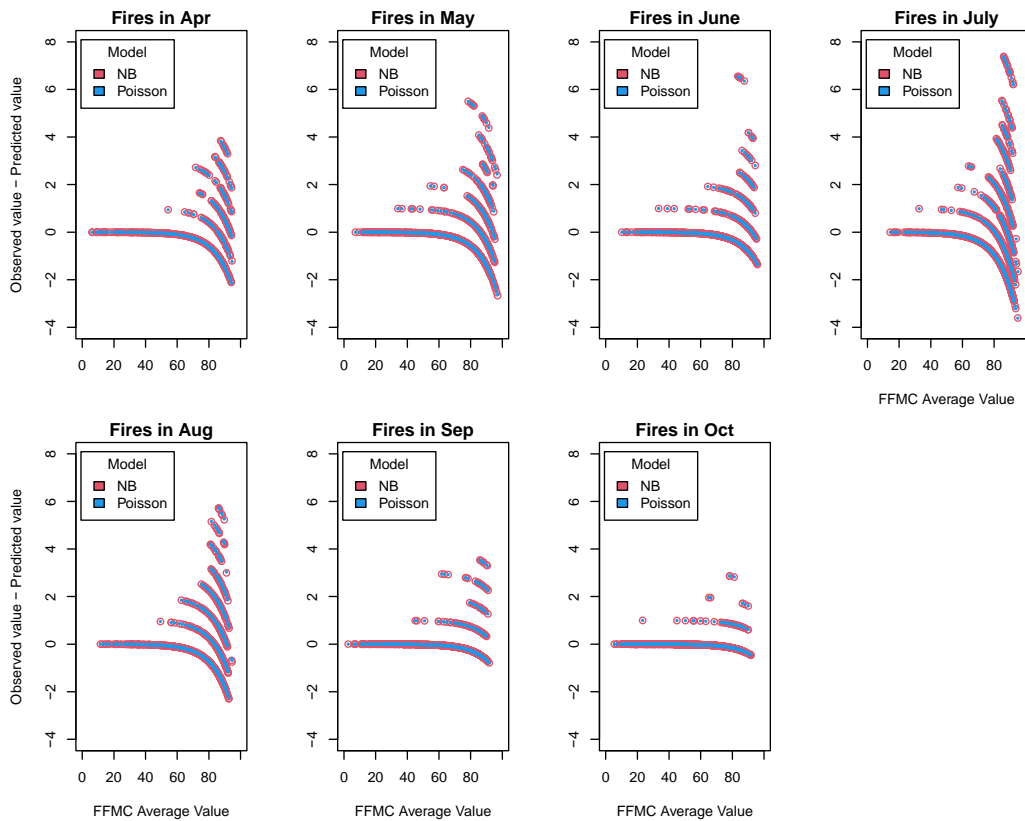 Fires in Apr
Fires in May
Fires in June
Fires in July
Observed value − Predicted value
8
6
4
2
0
−2
−4
Model
NB
Poisson
0 20 40 60 80
8
6
4
2
0
−2
−4
Model
NB
Poisson
0 20 40 60 80
8
6
4
2
0
−2
−4
Model
NB
Poisson
0 20 40 60 80
8
6
4
2
0
−2
−4
Model
NB
Poisson
0 20 40 60 80
FFMC Average Value
Fires in Aug
Fires in Sep
Fires in Oct
Observed value − Predicted value
8
6
4
2
0
−2
−4
Model
NB
Poisson
0 20 40 60 80
FFMC Average Value
8
6
4
2
0
−2
−4
Model
NB
Poisson
0 20 40 60 80
FFMC Average Value
8
6
4
2
0
−2
−4
Model
NB
Poisson
0 20 40 60 80
FFMC Average Value